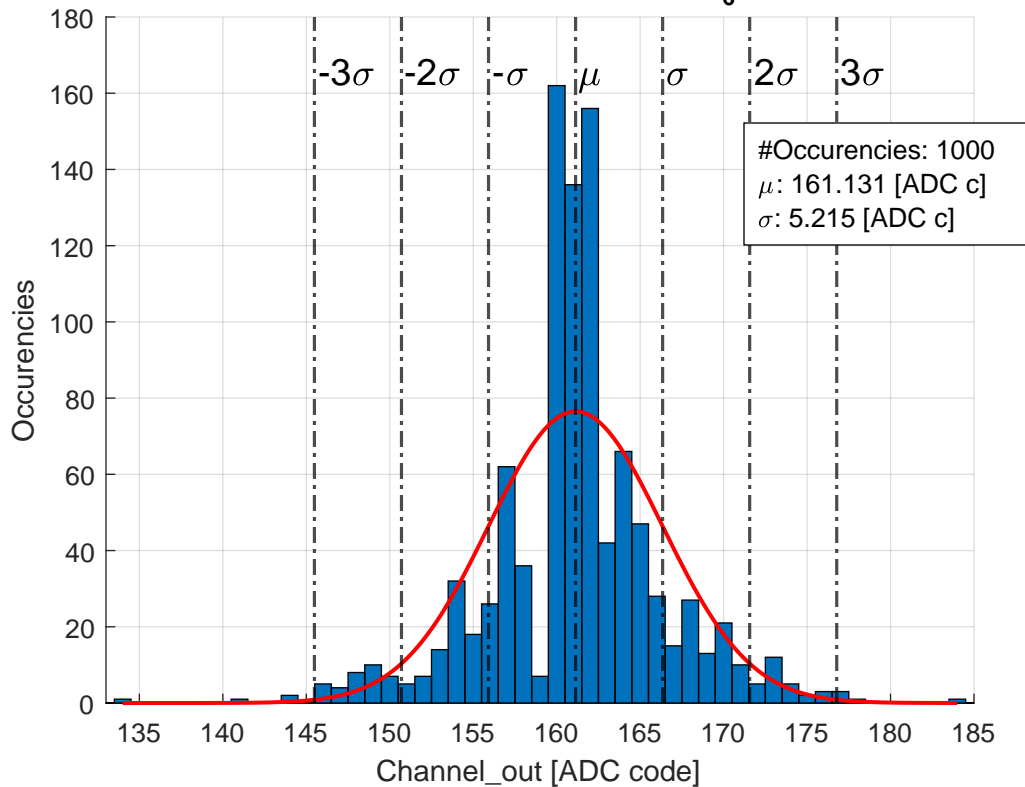 180
160
140
120
100
80
60
40
20
0
Occurencies
-3σ -2σ -σ μ σ 2σ 3σ
#Occurencies: 1000
μ: 161.131 [ADC c]
σ: 5.215 [ADC c]
135 140 145 150 155 160 165 170 175 180 185
Channel_out [ADC code]